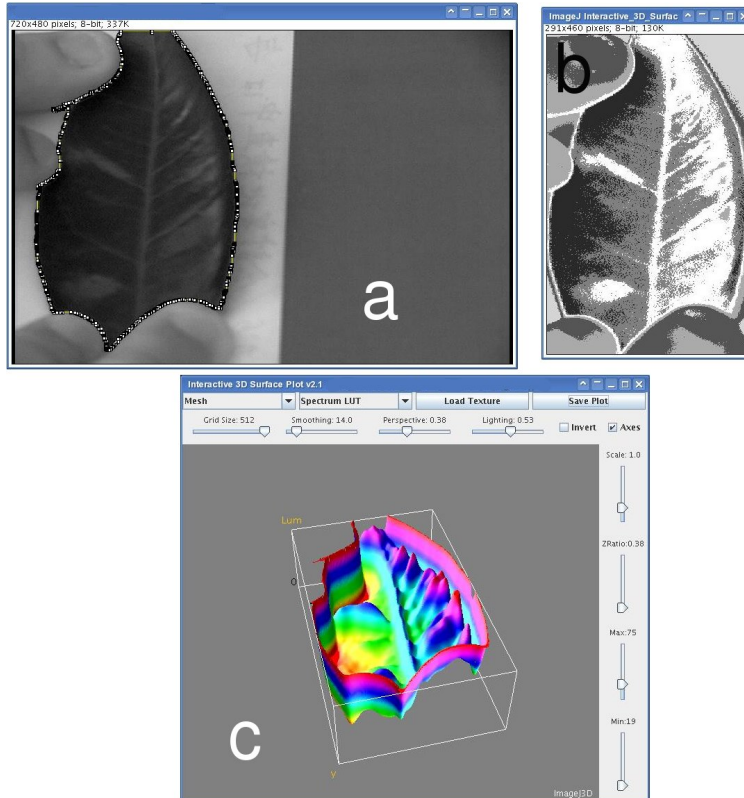 720x480 pixels; 8-bit; 337K
a
ImageJ Interactive_3D_Surfac
291x460 pixels; 8-bit; 130K
b
Interactive 3D Surface Plot v2.1
Mesh Spectrum LUT Load Texture Save Plot
Grid Size: 512 Smoothing: 14.0 Perspective: 0.38 Lighting: 0.53 Invert Axes
Scale: 1.0
Lum
ZRatio:0.38
0
Max:75
Min:19
c
y
ImageJ3D